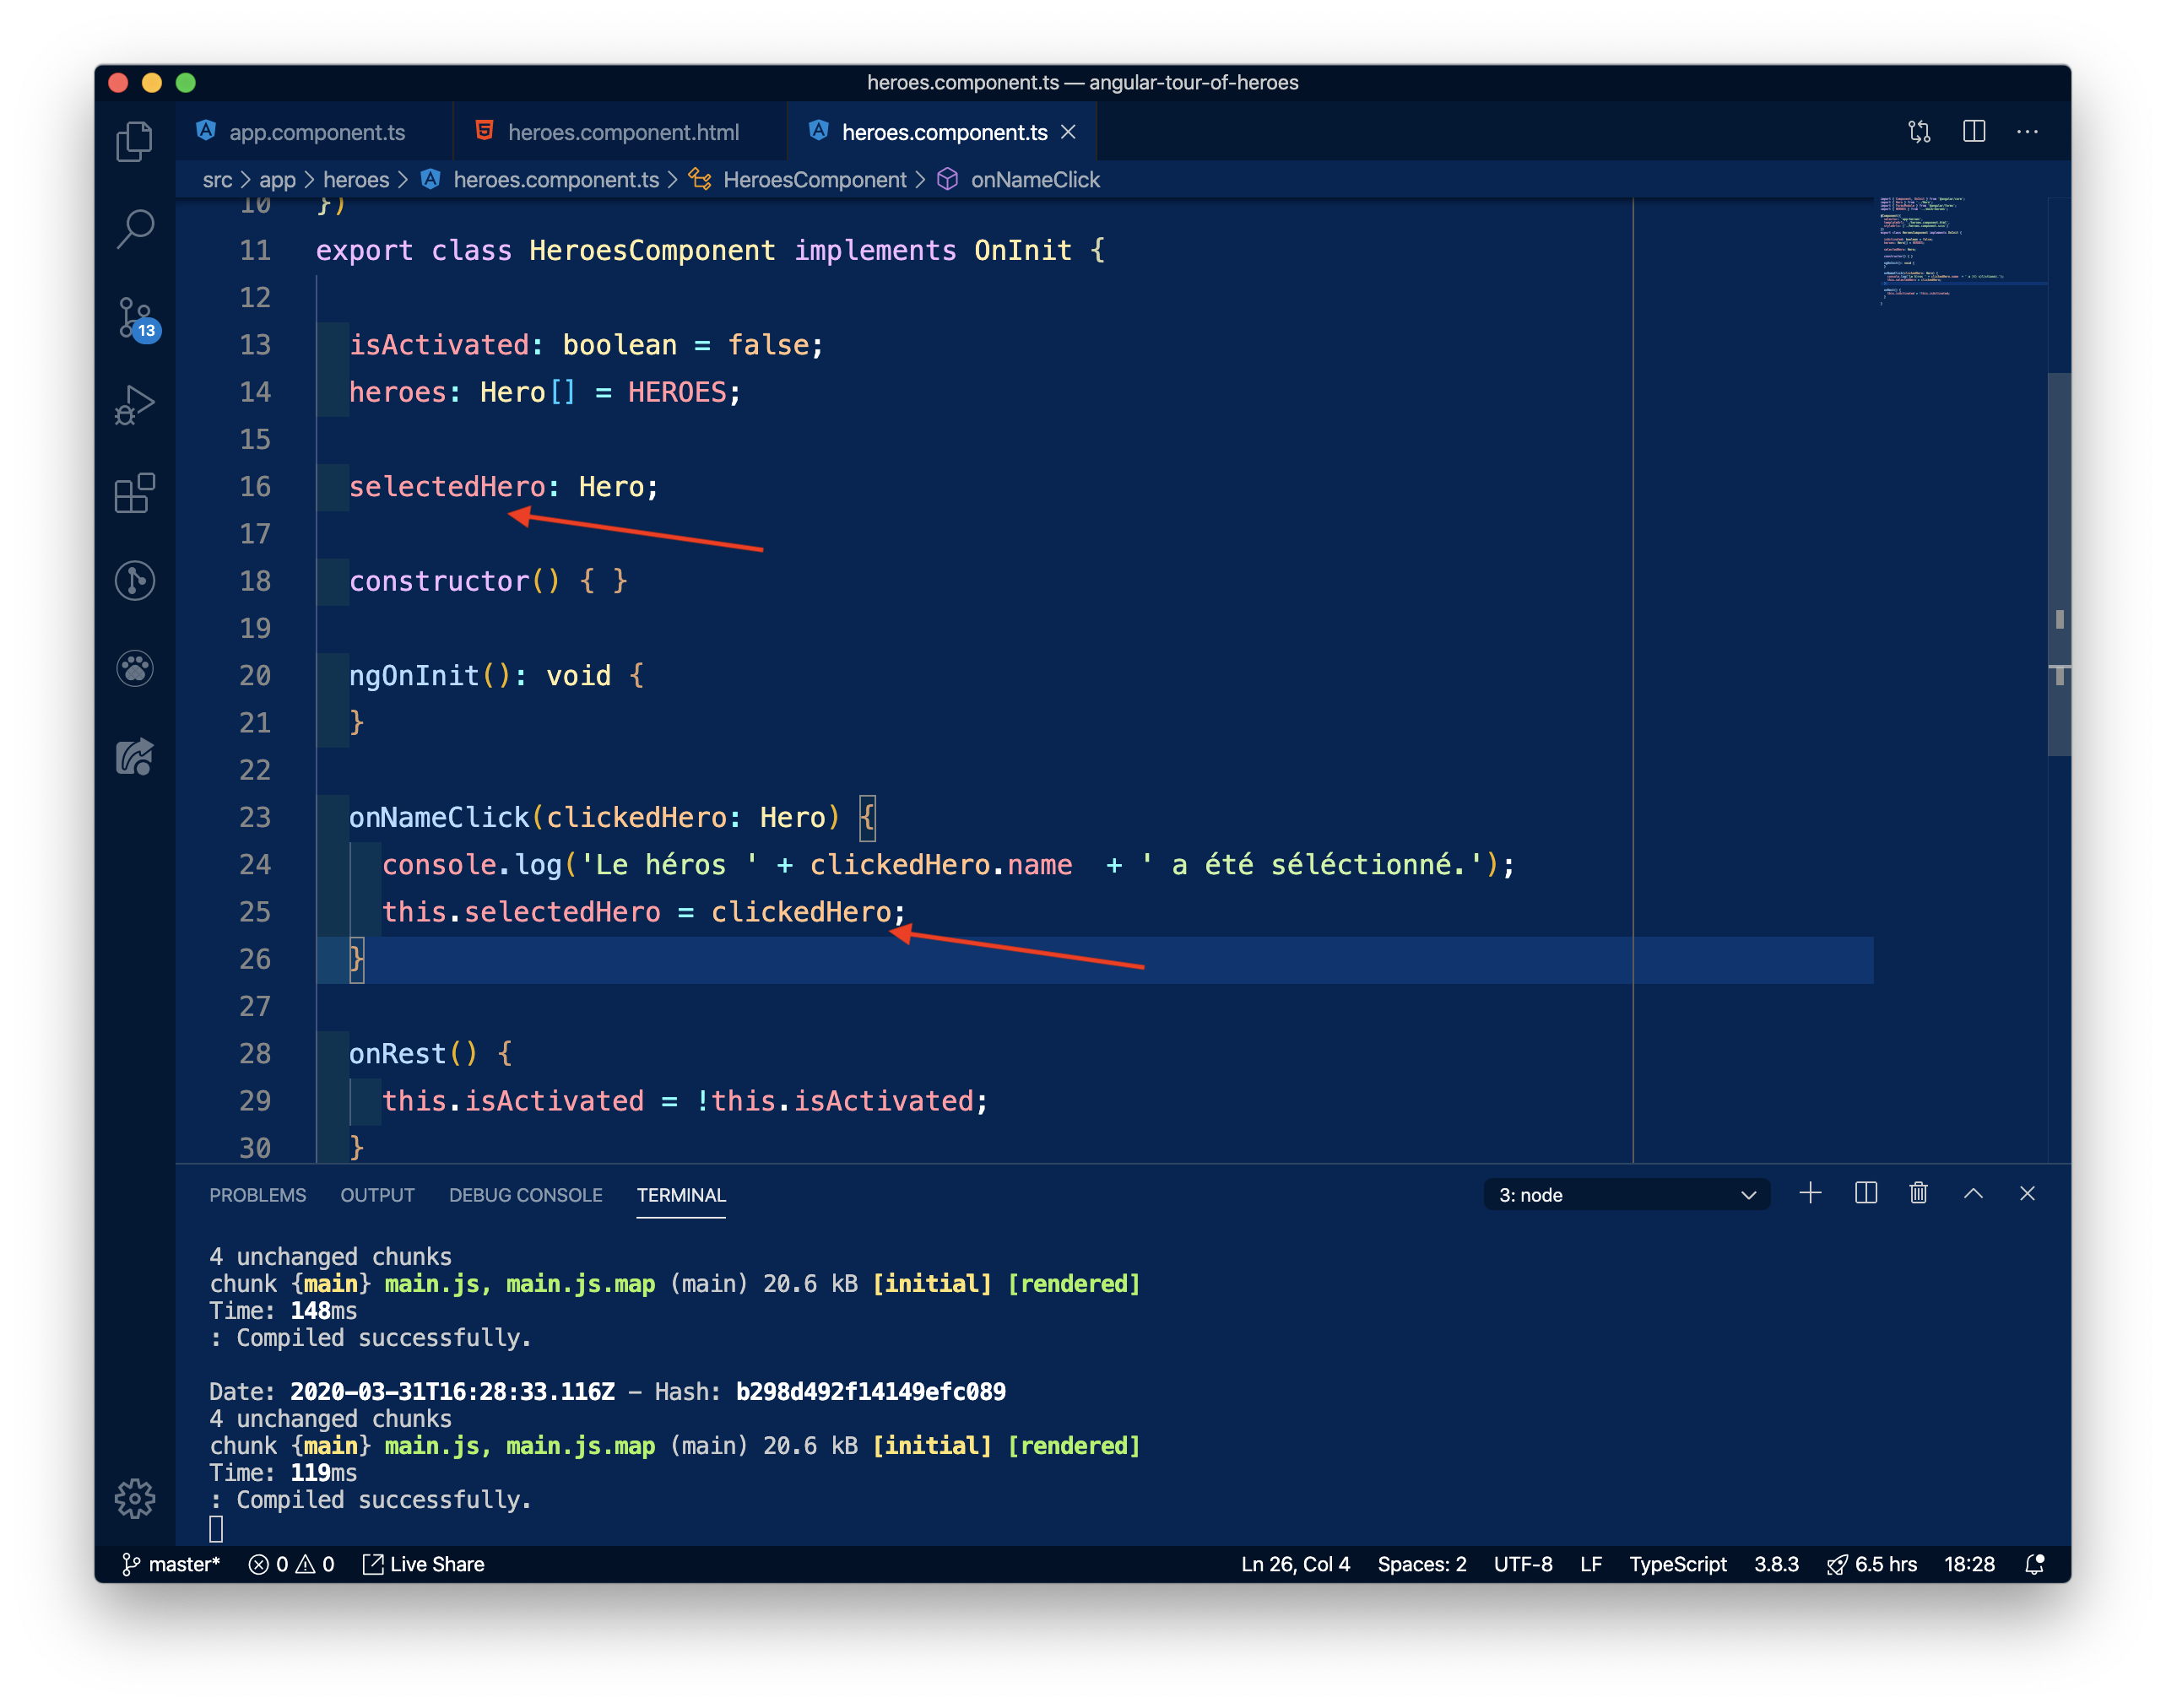 heroes.component.ts — angular-tour-of-heroes
app.component.ts heroes.component.html heroes.component.ts
src > app > heroes > heroes.component.ts > HeroesComponent > onNameClick
10 })
11 export class HeroesComponent implements OnInit {
12
13 isActivated: boolean = false;
14 heroes: Hero[] = HEROES;
15
16 selectedHero: Hero;
17
18 constructor() { }
19
20 ngOnInit(): void {
21 }
22
23 onNameClick(clickedHero: Hero) {
24 console.log('Le héros ' + clickedHero.name  + ' a été séléctionné.');
25 this.selectedHero = clickedHero;
26 }
27
28 onRest() {
29 this.isActivated = !this.isActivated;
30 }
13
PROBLEMS OUTPUT DEBUG CONSOLE TERMINAL 3: node
4 unchanged chunks
chunk {main} main.js, main.js.map (main) 20.6 kB [initial] [rendered]
Time: 148ms
: Compiled successfully.
Date: 2020-03-31T16:28:33.116Z - Hash: b298d492f14149efc089
4 unchanged chunks
chunk {main} main.js, main.js.map (main) 20.6 kB [initial] [rendered]
Time: 119ms
: Compiled successfully.
master* 0 0 Live Share Ln 26, Col 4 Spaces: 2 UTF-8 LF TypeScript 3.8.3 6.5 hrs 18:28